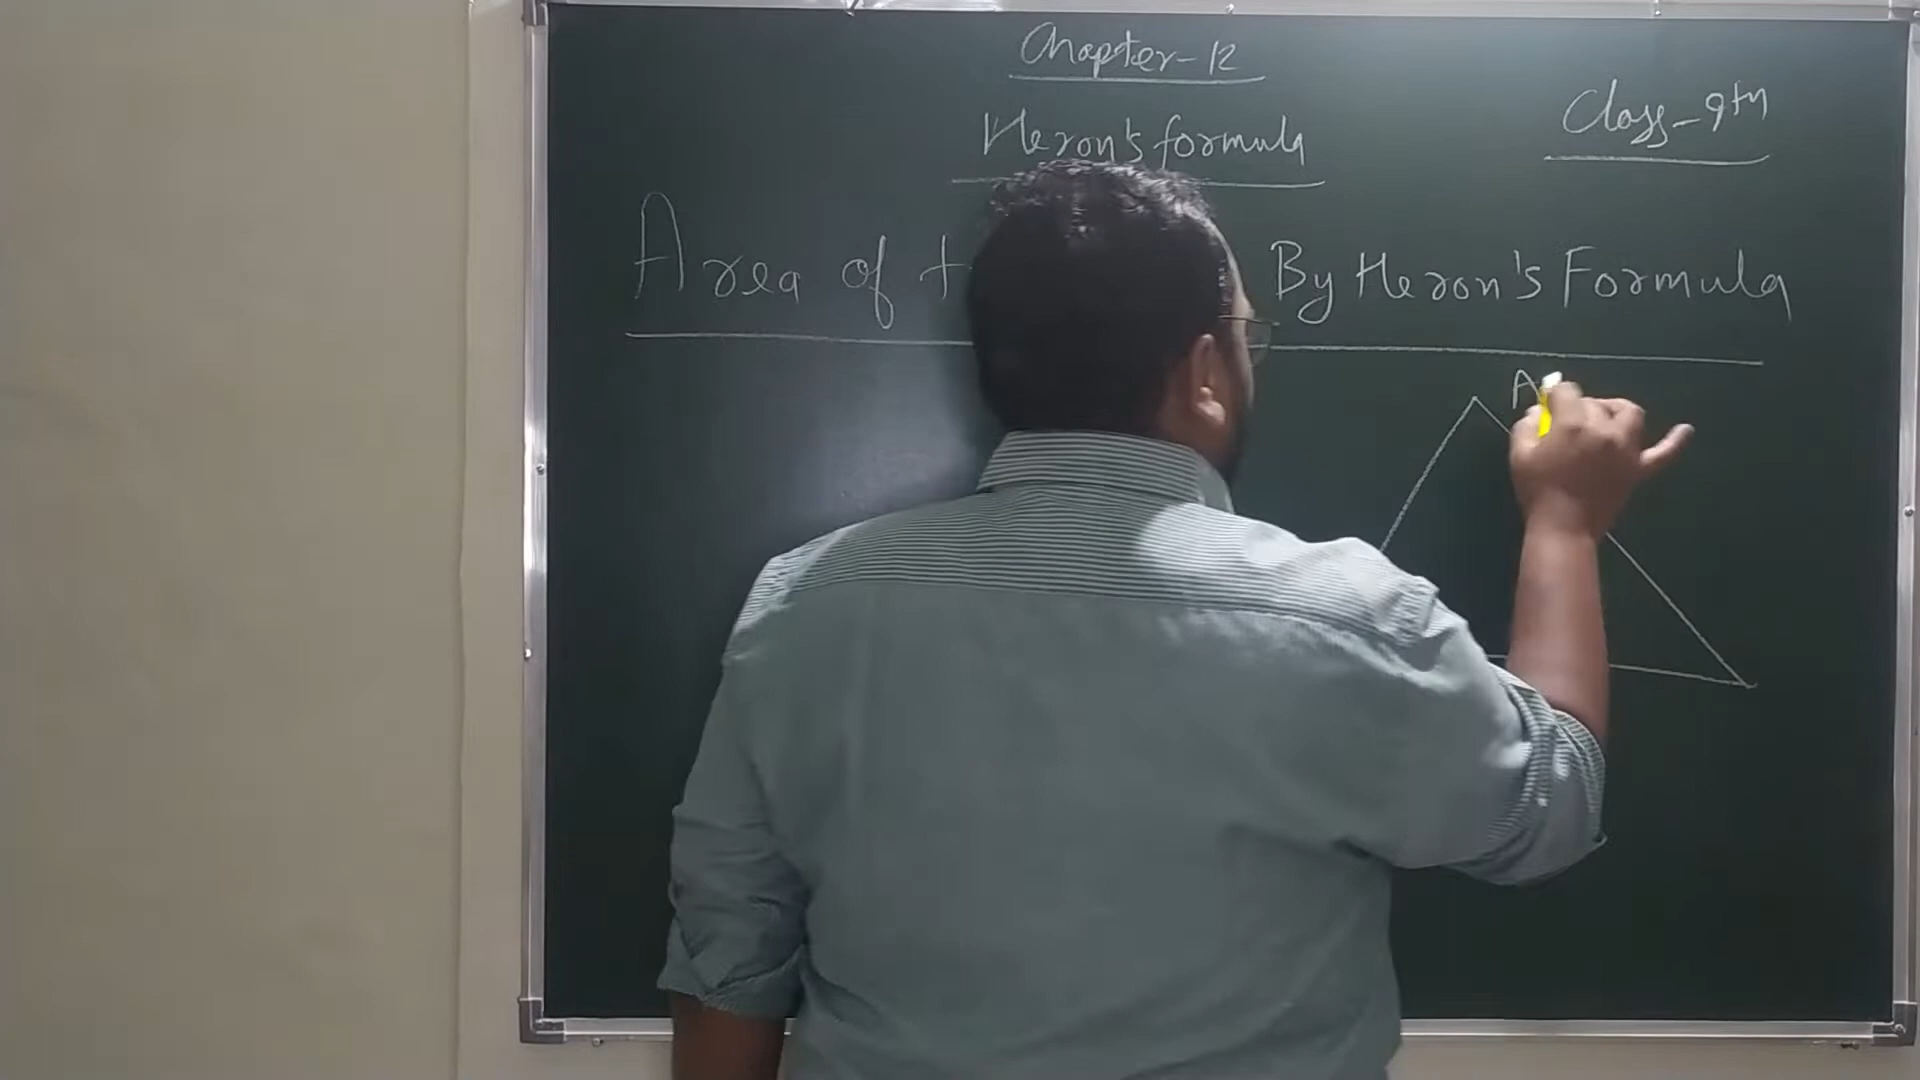 Chapter-12
Heron's formula
Class-9th
Area of t By Heron's Formula
A